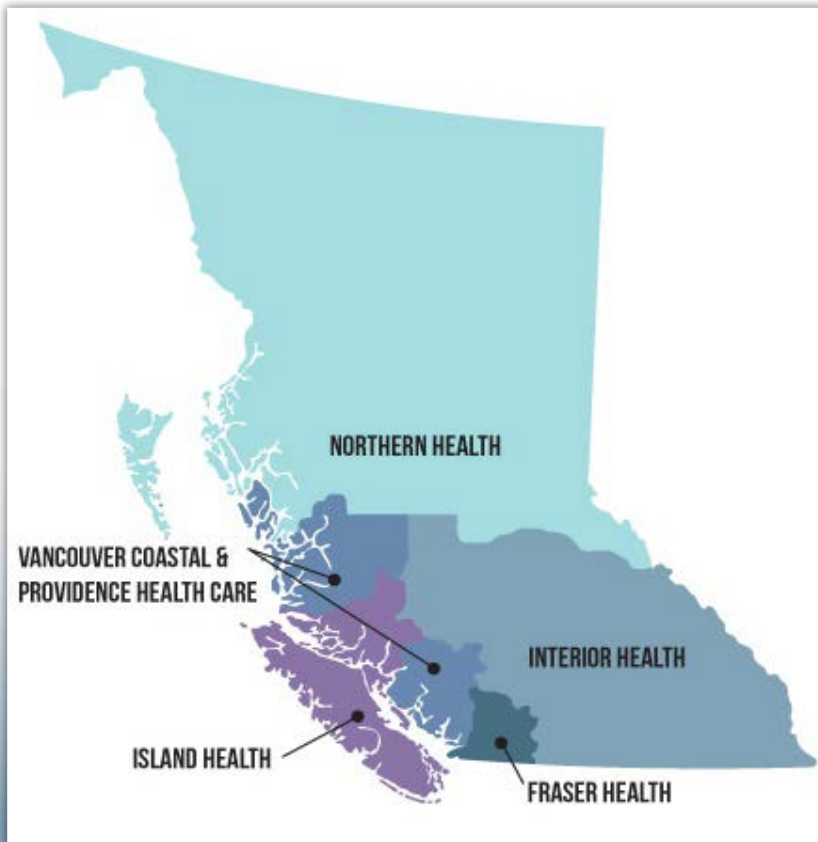 NORTHERN HEALTH
VANCOUVER COASTAL &
PROVIDENCE HEALTH CARE
INTERIOR HEALTH
ISLAND HEALTH
FRASER HEALTH